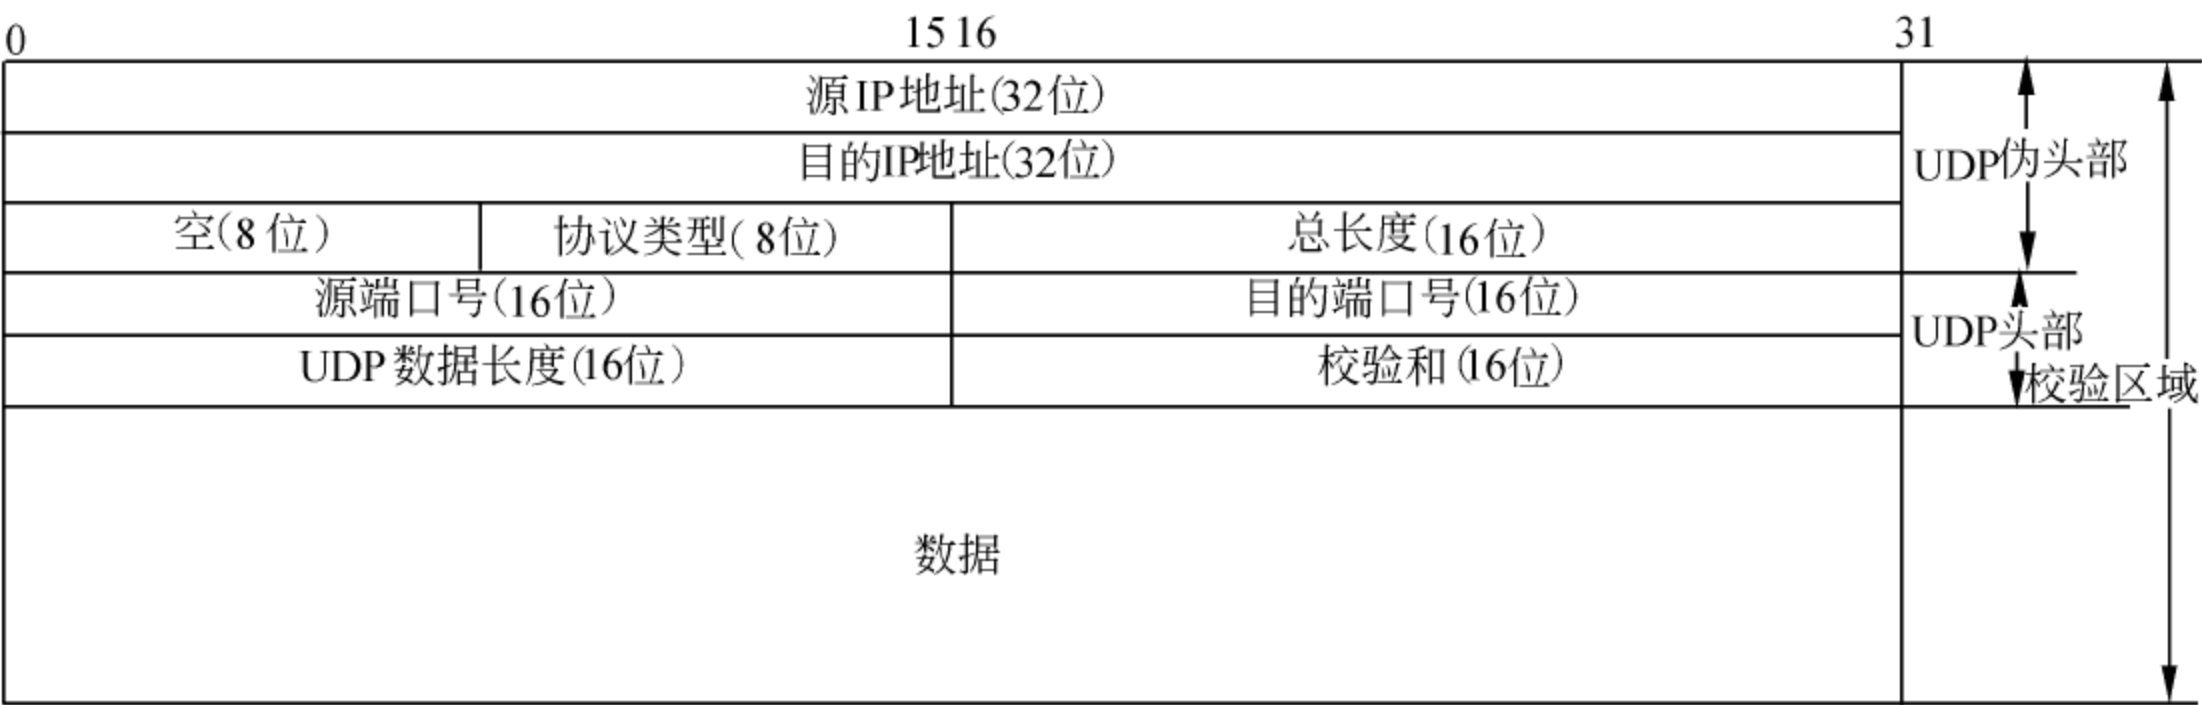 0 15 16 31
源IP地址(32位)
目的IP地址(32位)
UDP伪头部
空(8位) 协议类型(8位) 总长度(16位)
源端口号(16位) 目的端口号(16位)
UDP头部
UDP数据长度(16位) 校验和(16位)
校验区域
数据